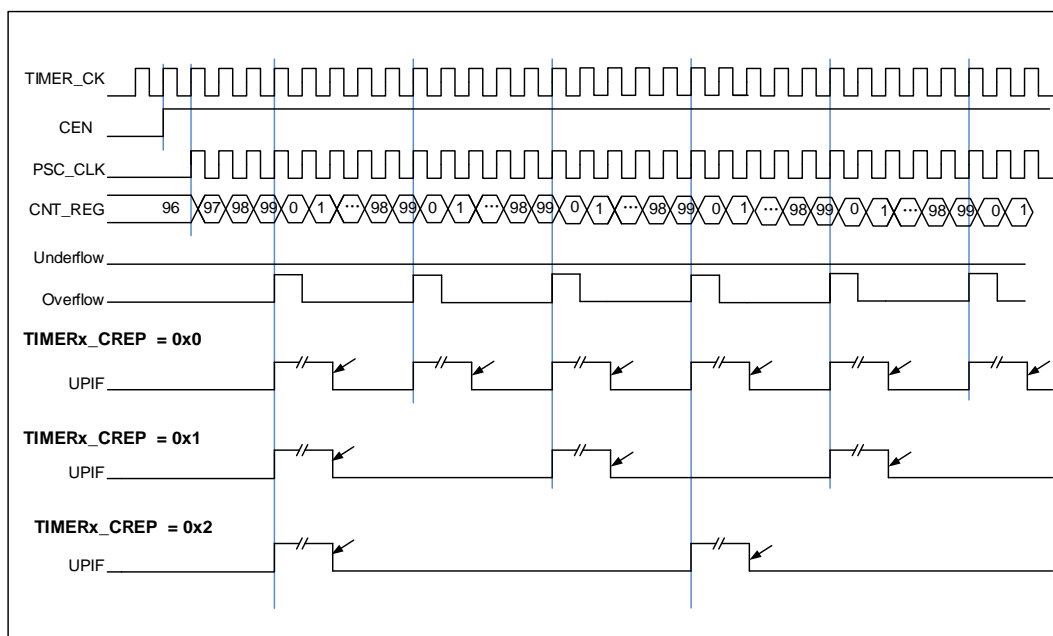 TIMER_CK
CEN
PSC_CLK
CNT_REG 96 97 98 99 0 1 ... 98 99 0 1 ... 98 99 0 1 ... 98 99 0 1 ... 98 99 0 1 ... 98 99 0 1
Underflow
Overflow
TIMERx_CREP = 0x0
UPIF
TIMERx_CREP = 0x1
UPIF
TIMERx_CREP = 0x2
UPIF